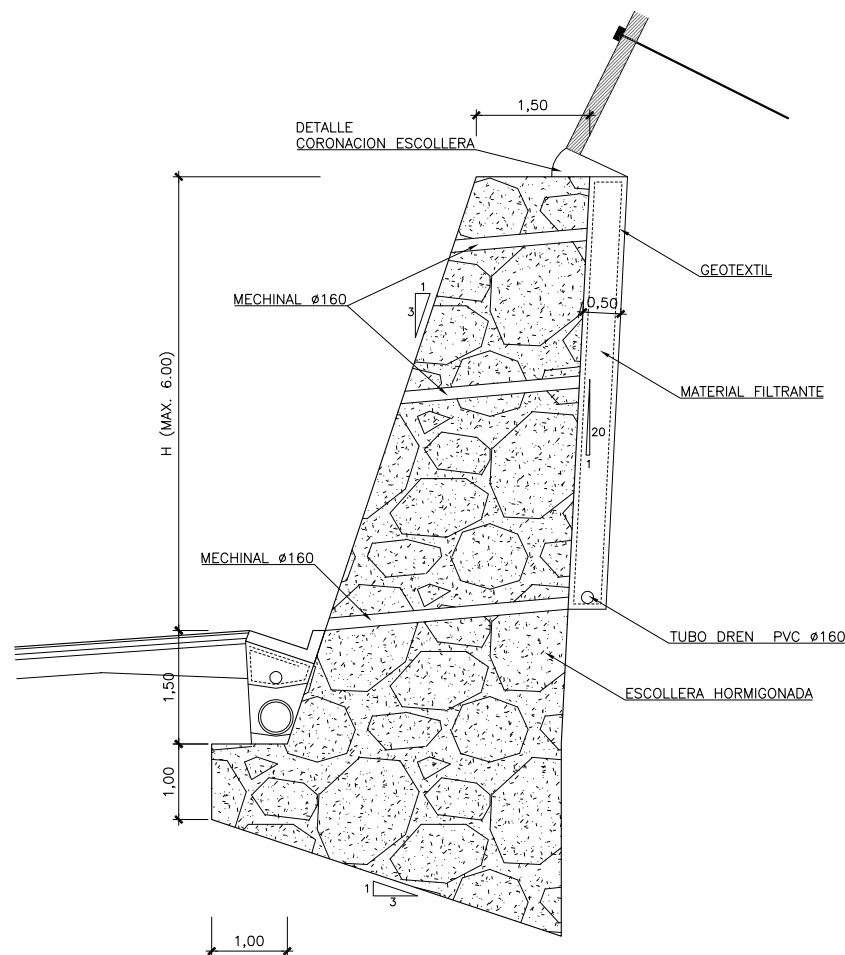 1,50
DETALLE
CORONACION ESCOLLERA
GEOTEXTIL
MECHINAL ø160
1
3
0,50
MATERIAL FILTRANTE
H (MAX. 6.00)
20
1
MECHINAL ø160
TUBO DREN PVC ø160
1,50
ESCOLLERA HORMIGONADA
1,00
1
3
1,00